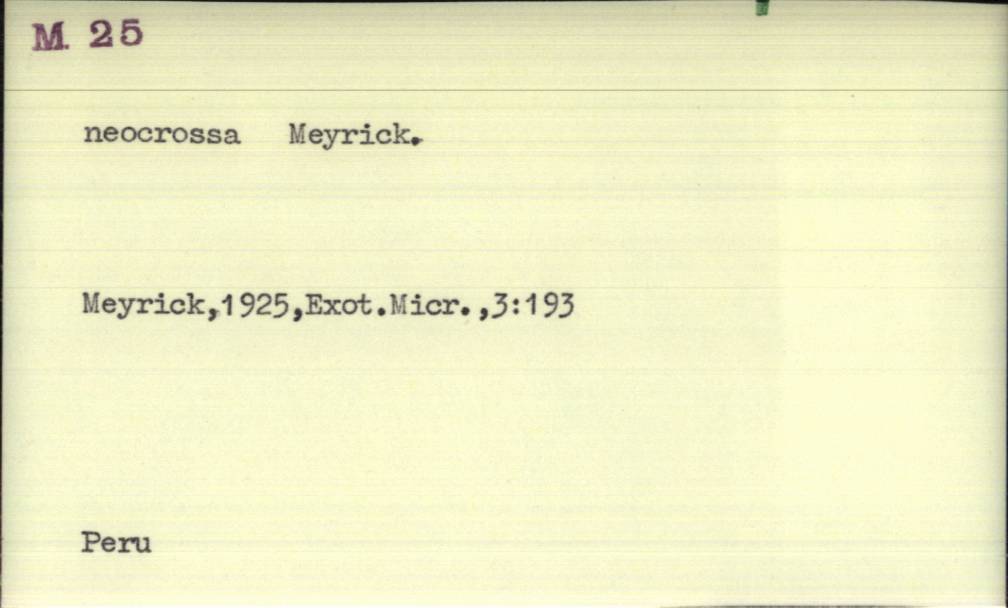 M. 25
neocrossa Meyrick.
Meyrick,1925,Exot.Micr.,3:193
Peru